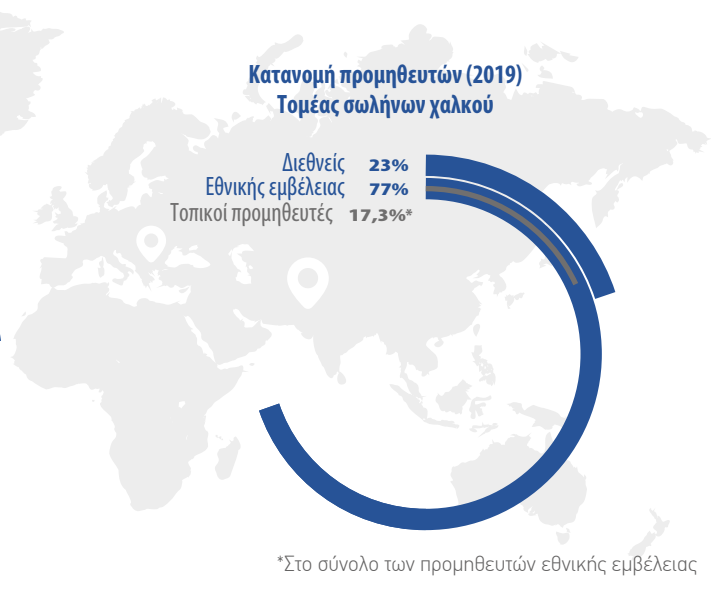 Κατανομή προμηθευτών (2019)
Τομέας σωλήνων χαλκού
Διεθνείς 23%
Εθνικής εμβέλειας 77%
Τοπικοί προμηθευτές 17,3%*
*Στο σύνολο των προμηθευτών εθνικής εμβέλειας